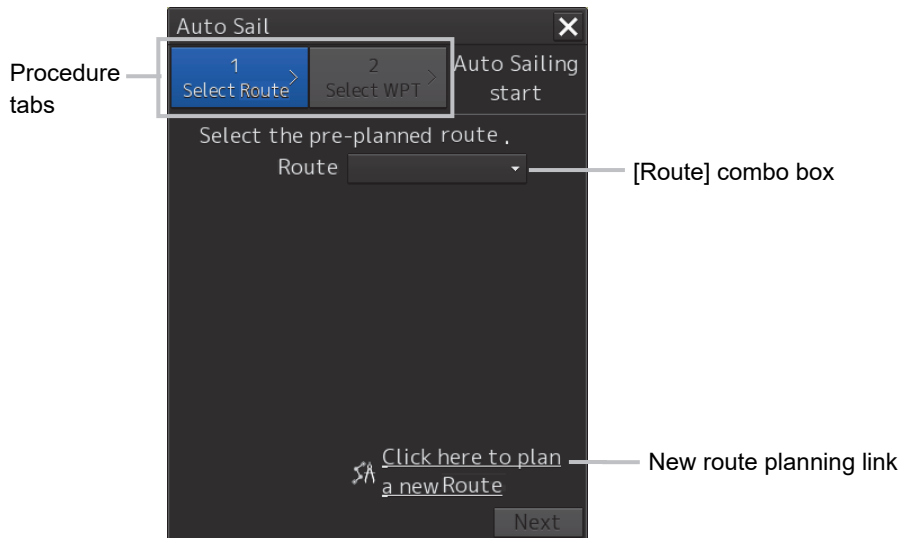 Auto Sail
Procedure
tabs
1
Select Route
2
Select WPT
Auto Sailing
start
Select the pre-planned route.
Route
[Route] combo box
Click here to plan
a new Route
New route planning link
Next